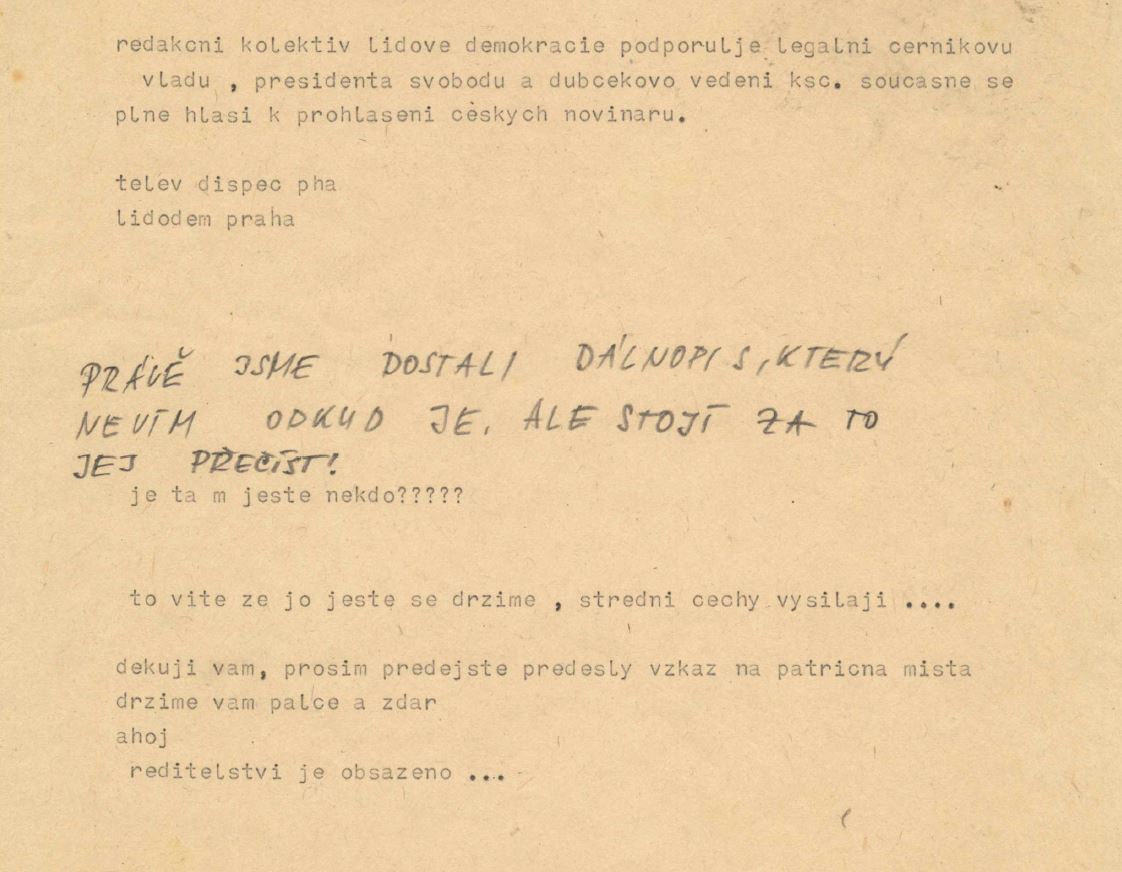 redakcni kolektiv lidove demokracie podporulje legalni cernikovu
vladu , presidenta svobodu a dubcekovo vedeni ksc. soucasne se
plne hlasi k prohlaseni ceskych novinaru.
telev dispec pha
lidodem praha
PRÁVĚ JSME DOSTALI DÁLNOPIS, KTERÝ
NEVÍM ODKUD JE, ALE STOJÍ ZA TO
JEJ PŘEČÍST!
je ta m jeste nekdo?????
to vite ze jo jeste se drzime , stredni cechy vysilaji ....
dekuji vam, prosim predejste predesly vzkaz na patricna mista
drzime vam palce a zdar
ahoj
reditelstvi je obsazeno ...